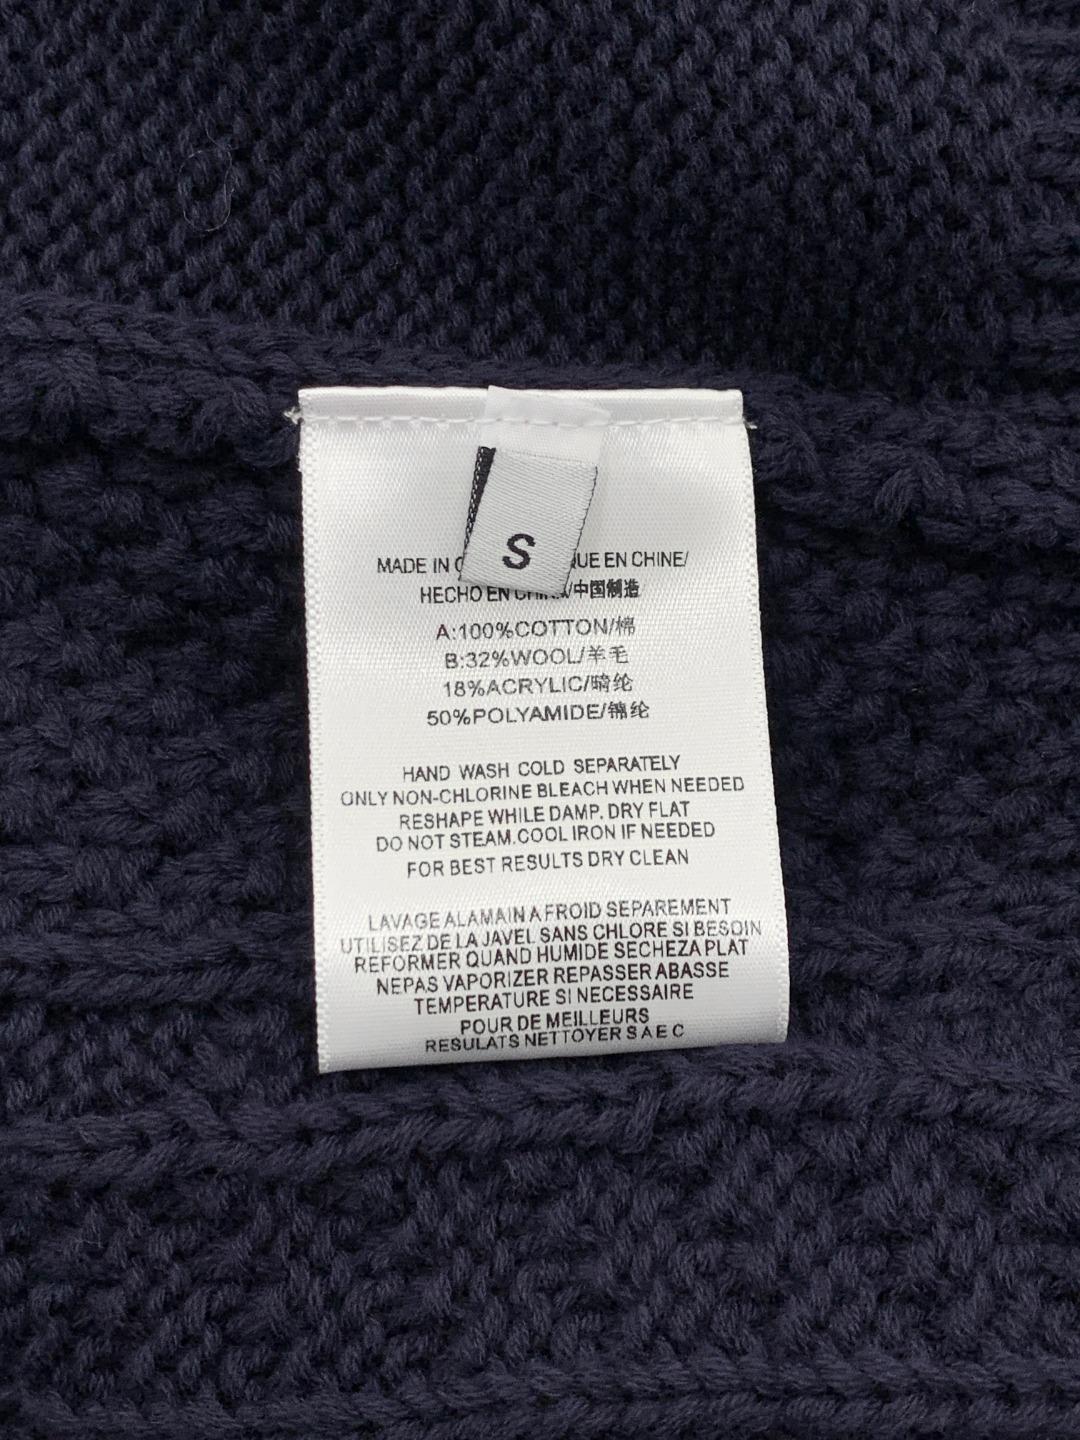 S
MADE IN UE EN CHINE/
HECHO EN 中国制造
A:100%COTTON/棉
B:32%WOOL/羊毛
18%ACRYLIC/晴纶
50%POLYAMIDE/锦纶
HAND WASH COLD SEPARATELY
ONLY NON-CHLORINE BLEACH WHEN NEEDED
RESHAPE WHILE DAMP. DRY FLAT
DO NOT STEAM.COOL IRON IF NEEDED
FOR BEST RESULTS DRY CLEAN
LAVAGE ALAMAIN A FROID SEPAREMENT
UTILISEZ DE LA JAVEL SANS CHLORE SI BESOIN
REFORMER QUAND HUMIDE SECHEZA PLAT
NEPAS VAPORIZER REPASSER ABASSE
TEMPERATURE SI NECESSAIRE
POUR DE MEILLEURS
RESULATS NETTOYER S A E C